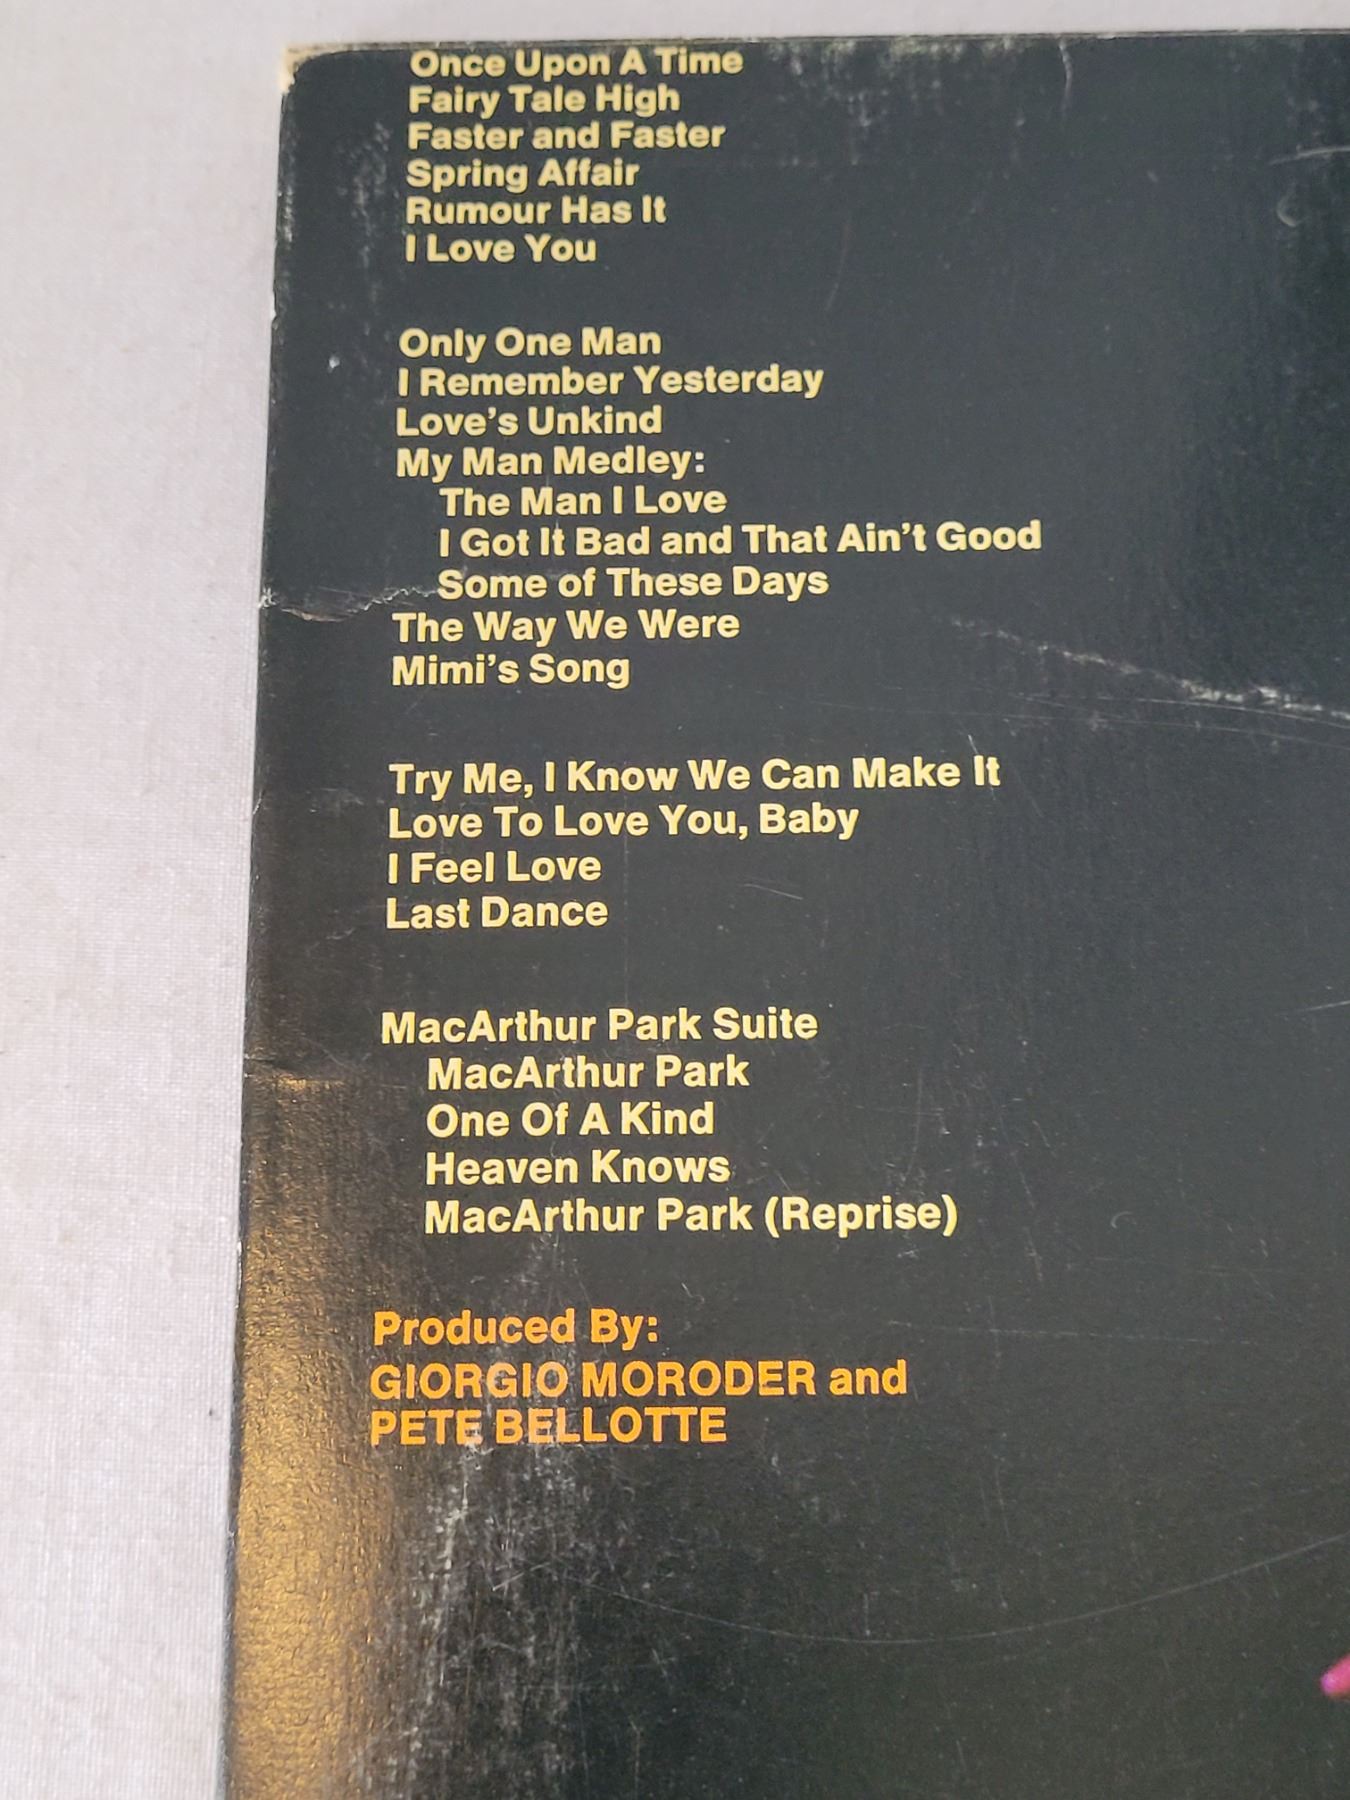 Once Upon A Time
Fairy Tale High
Faster and Faster
Spring Affair
Rumour Has It
I Love You
Only One Man
I Remember Yesterday
Love's Unkind
My Man Medley:
The Man I Love
I Got It Bad and That Ain't Good
Some of These Days
The Way We Were
Mimi's Song
Try Me, I Know We Can Make It
Love To Love You, Baby
I Feel Love
Last Dance
MacArthur Park Suite
MacArthur Park
One Of A Kind
Heaven Knows
MacArthur Park (Reprise)
Produced By:
GIORGIO MORODER and
PETE BELLOTTE